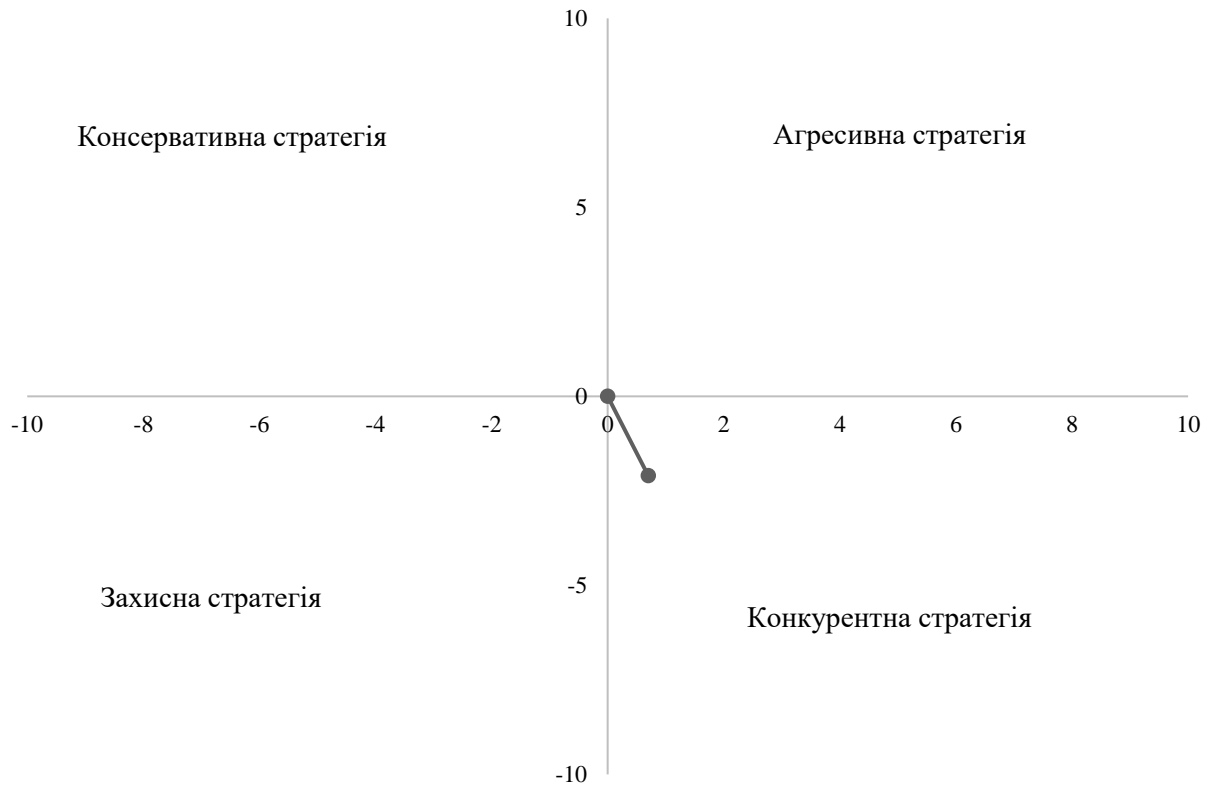 10
Консервативна стратегія
Агресивна стратегія
5
0
-10 -8 -6 -4 -2 0 2 4 6 8 10
-5
Захисна стратегія
Конкурентна стратегія
-10